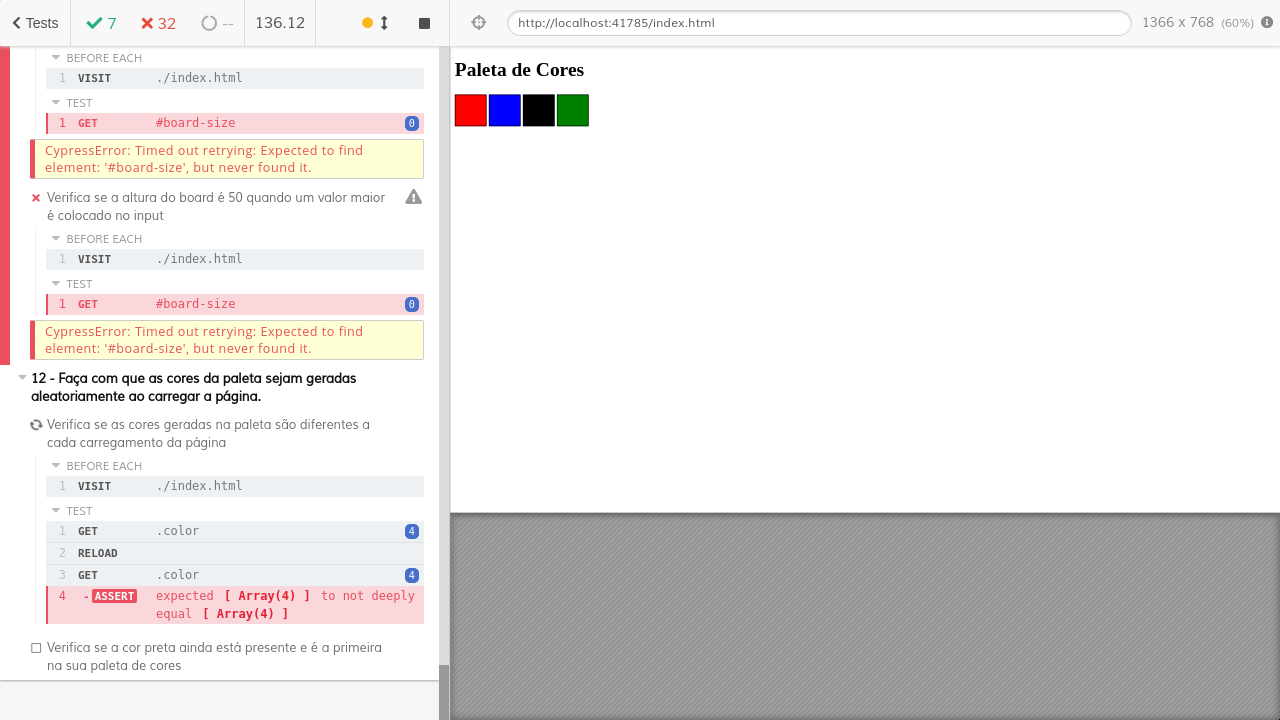 Tests
7
32
--
136.12
http://localhost:41785/index.html
1366 x 768 (60%)
BEFORE EACH
1 VISIT ./index.html
TEST
1 GET #board-size 0
CypressError: Timed out retrying: Expected to find
element: '#board-size', but never found it.
Verifica se a altura do board é 50 quando um valor maior
é colocado no input
BEFORE EACH
1 VISIT ./index.html
TEST
1 GET #board-size 0
CypressError: Timed out retrying: Expected to find
element: '#board-size', but never found it.
12 - Faça com que as cores da paleta sejam geradas
aleatoriamente ao carregar a página.
Verifica se as cores geradas na paleta são diferentes a
cada carregamento da página
BEFORE EACH
1 VISIT ./index.html
TEST
1 GET .color 4
2 RELOAD
3 GET .color 4
4 -ASSERT expected [ Array(4) ] to not deeply
equal [ Array(4) ]
Verifica se a cor preta ainda está presente e é a primeira
na sua paleta de cores
Paleta de Cores